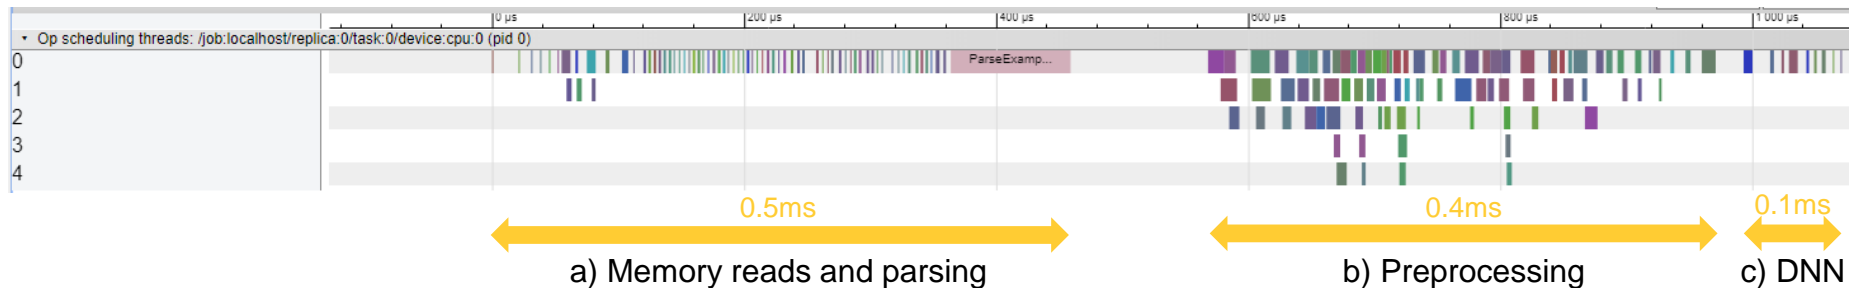 0 µs 200 µs 400 µs 600 µs 800 µs 1 000 µs
Op scheduling threads: /job:localhost/replica:0/task:0/device:cpu:0 (pid 0)
0 ParseExamp...
1
2
3
4
0.5ms 0.4ms 0.1ms
a) Memory reads and parsing b) Preprocessing c) DNN